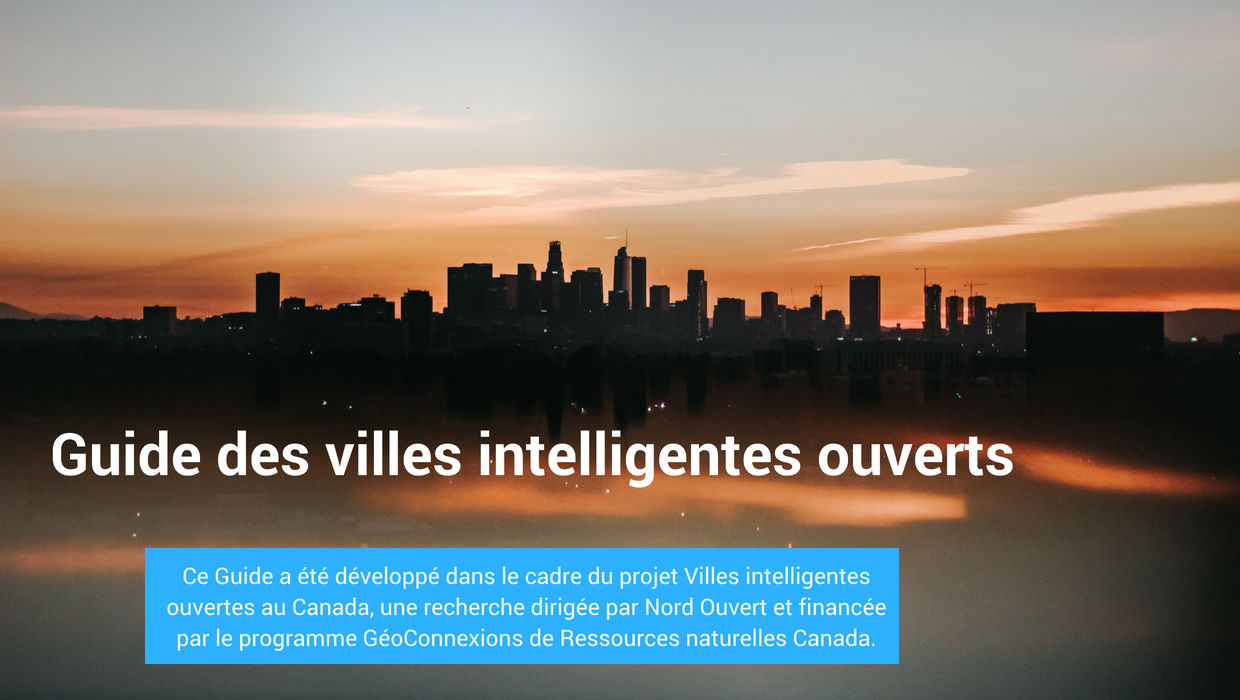 Guide des villes intelligentes ouverts
Ce Guide a été développé dans le cadre du projet Villes intelligentes
ouvertes au Canada, une recherche dirigée par Nord Ouvert et financée
par le programme GéoConnexions de Ressources naturelles Canada.